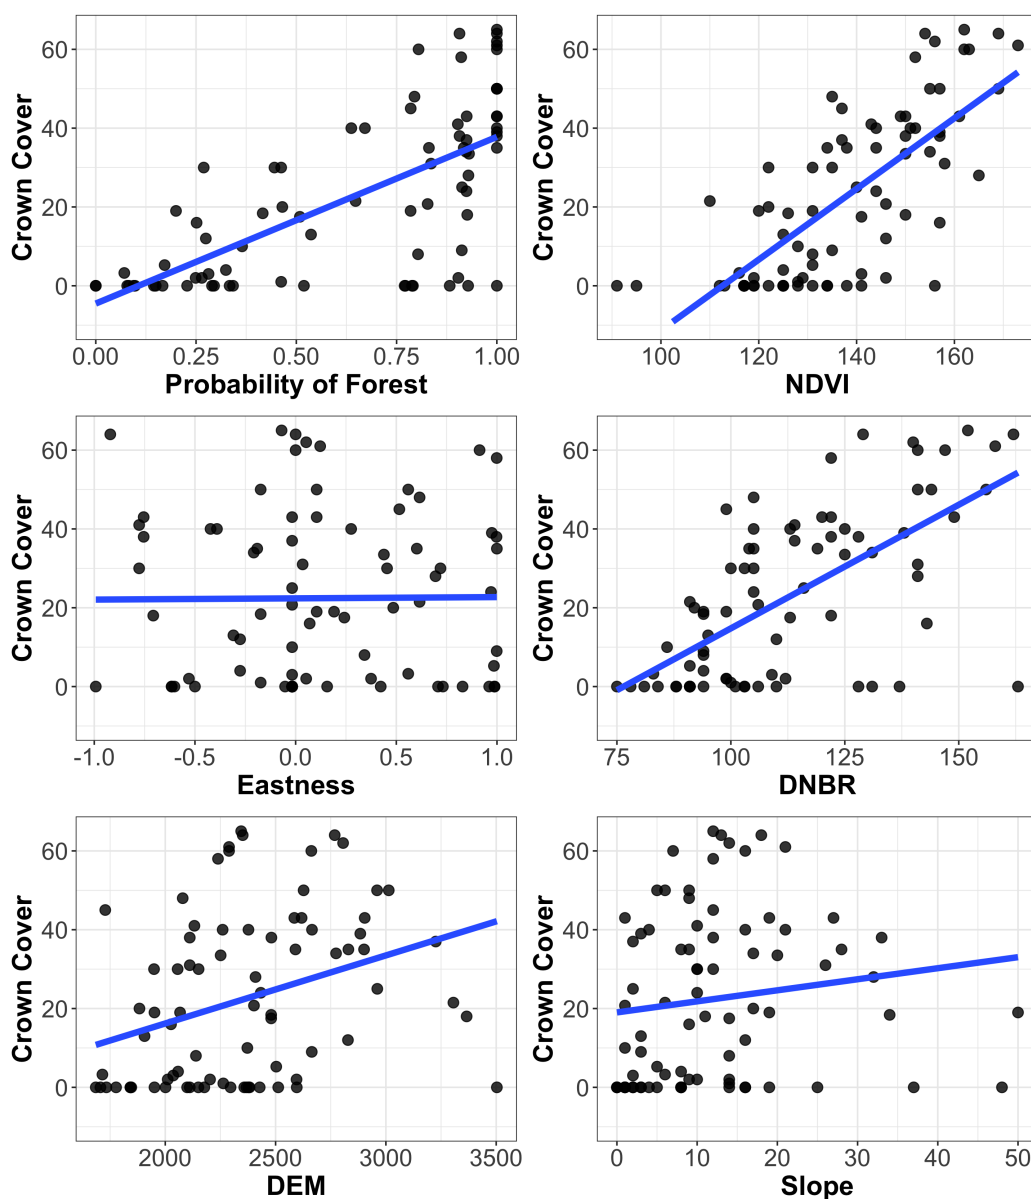 Crown Cover
60
40
20
0
0.00 0.25 0.50 0.75 1.00
Probability of Forest
Crown Cover
60
40
20
0
100 120 140 160
NDVI
Crown Cover
60
40
20
0
-1.0 -0.5 0.0 0.5 1.0
Eastness
Crown Cover
60
40
20
0
75 100 125 150
DNBR
Crown Cover
60
40
20
0
2000 2500 3000 3500
DEM
Crown Cover
60
40
20
0
0 10 20 30 40 50
Slope